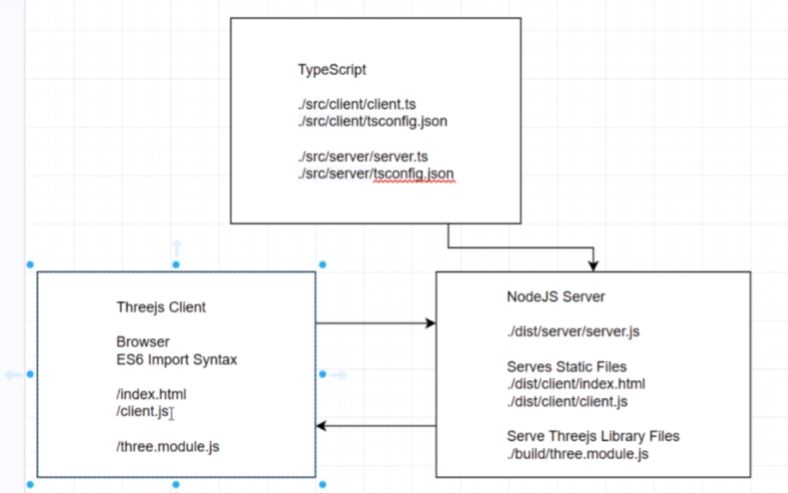 TypeScript
./src/client/client.ts
./src/client/tsconfig.json
./src/server/server.ts
./src/server/tsconfig.json
Threejs Client
Browser
ES6 Import Syntax
/index.html
/client.js
/three.module.js
NodeJS Server
./dist/server/server.js
Serves Static Files
./dist/client/index.html
./dist/client/client.js
Serve Threejs Library Files
./build/three.module.js